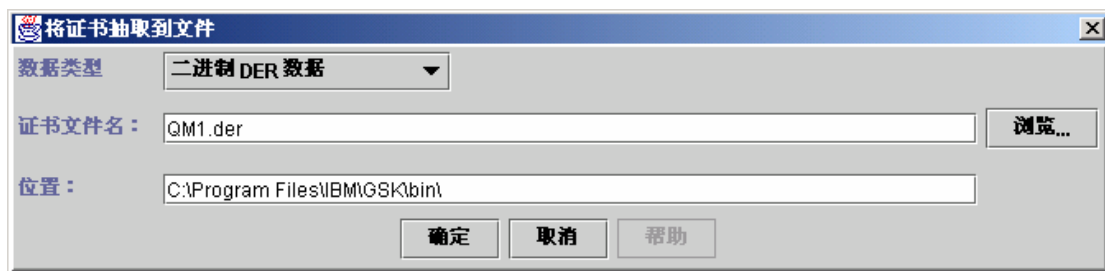 将证书抽取到文件
数据类型 二进制 DER 数据
证书文件名： QM1.der 浏览...
位置： C:\Program Files\IBM\GSK\bin\
确定 取消 帮助